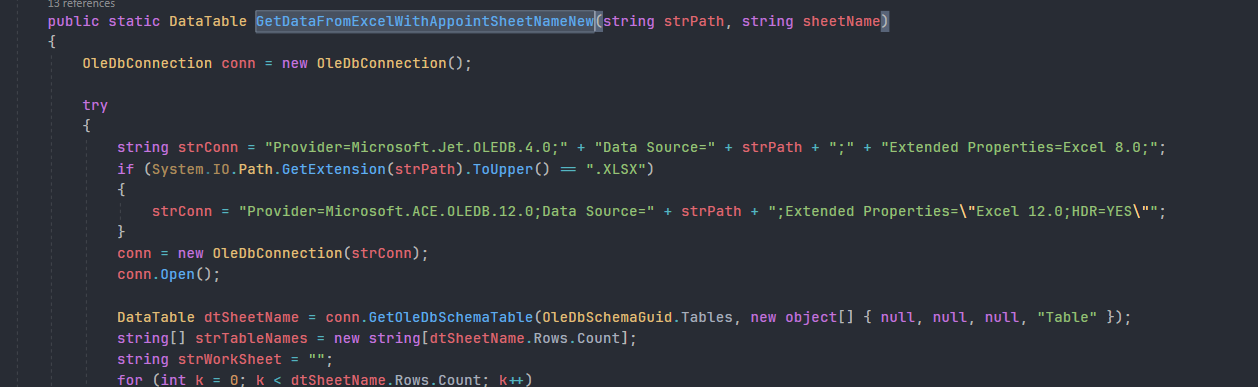 13 references
public static DataTable GetDataFromExcelWithAppointSheetNameNew(string strPath, string sheetName)
{
OleDbConnection conn = new OleDbConnection();
try
{
string strConn = "Provider=Microsoft.Jet.OLEDB.4.0;" + "Data Source=" + strPath + ";" + "Extended Properties=Excel 8.0;";
if (System.IO.Path.GetExtension(strPath).ToUpper() == ".XLSX")
{
strConn = "Provider=Microsoft.ACE.OLEDB.12.0;Data Source=" + strPath + ";Extended Properties=\"Excel 12.0;HDR=YES\"";
}
conn = new OleDbConnection(strConn);
conn.Open();
DataTable dtSheetName = conn.GetOleDbSchemaTable(OleDbSchemaGuid.Tables, new object[] { null, null, null, "Table" });
string[] strTableNames = new string[dtSheetName.Rows.Count];
string strWorkSheet = "";
for (int k = 0; k < dtSheetName.Rows.Count; k++)